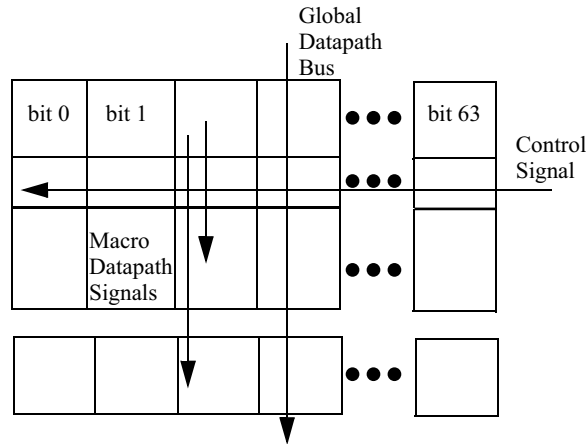 Global
Datapath
Bus
bit 0
bit 1
bit 63
Control
Signal
Macro
Datapath
Signals